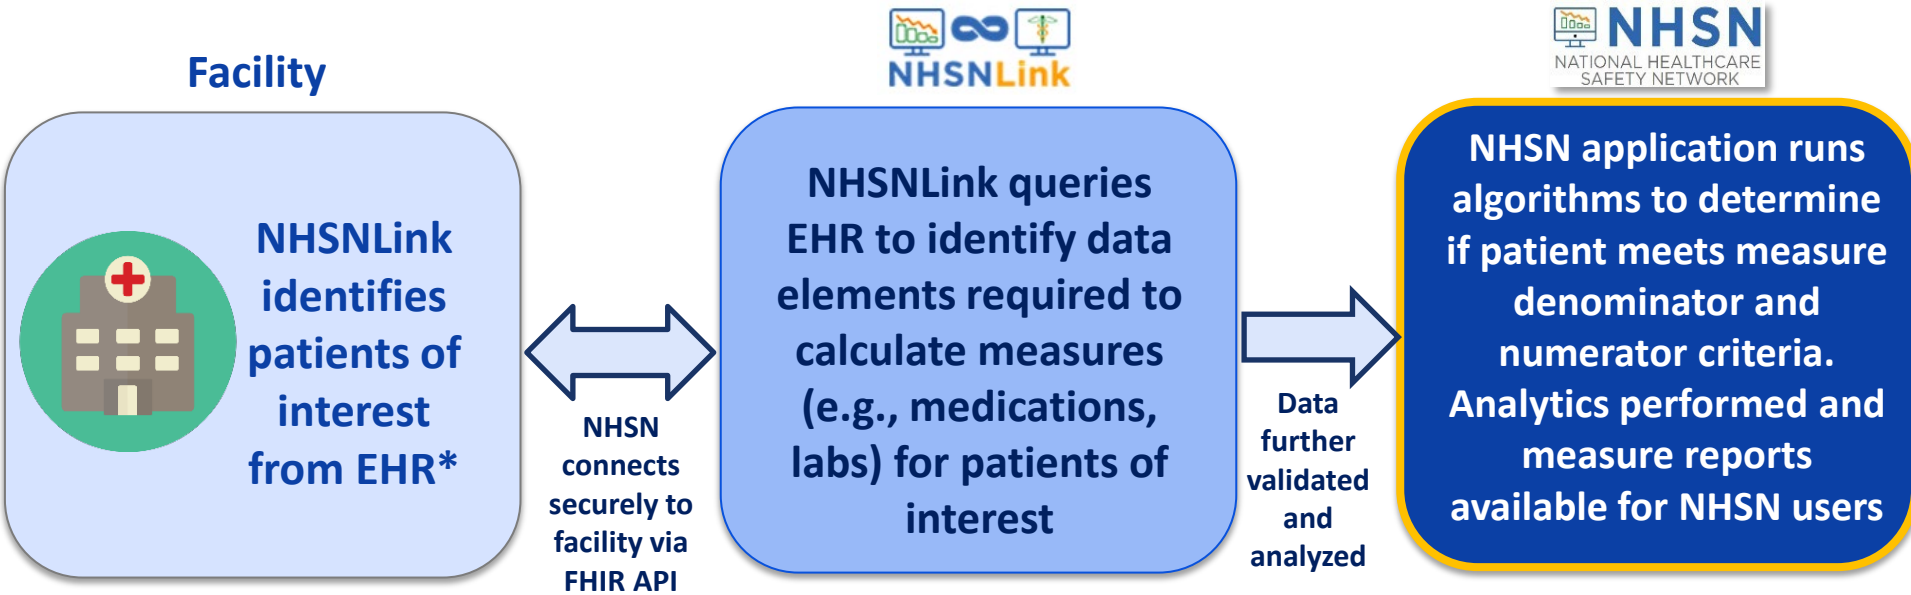 Facility
NHSNLink
identifies
patients of
interest
from EHR*
NHSN
connects
securely to
facility via
FHIR API
NHSNLink
NHSNLink queries
EHR to identify data
elements required to
calculate measures
(e.g., medications,
labs) for patients of
interest
Data
further
validated
and
analyzed
NHSN
NATIONAL HEALTHCARE
SAFETY NETWORK
NHSN application runs
algorithms to determine
if patient meets measure
denominator and
numerator criteria.
Analytics performed and
measure reports
available for NHSN users